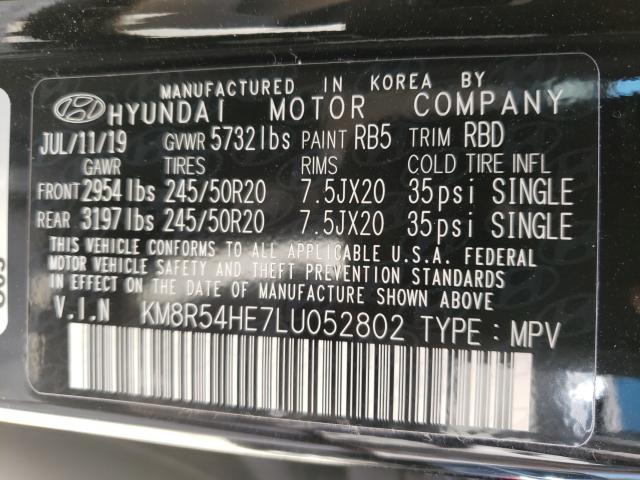 MANUFACTURED IN KOREA BY
HYUNDAI MOTOR COMPANY
JUL/11/19 GVWR 5732lbs PAINT RB5 TRIM RBD
GAWR TIRES RIMS COLD TIRE INFL
FRONT 2954lbs 245/50R20 7.5JX20 35psi SINGLE
REAR 3197lbs 245/50R20 7.5JX20 35psi SINGLE
THIS VEHICLE CONFORMS TO ALL APPLICABLE U.S.A. FEDERAL
MOTOR VEHICLE SAFETY AND THEFT PREVENTION STANDARDS
IN EFFECT ON THE DATE OF MANUFACTURE SHOWN ABOVE
V.I.N KM8R54HE7LU052802 TYPE : MPV